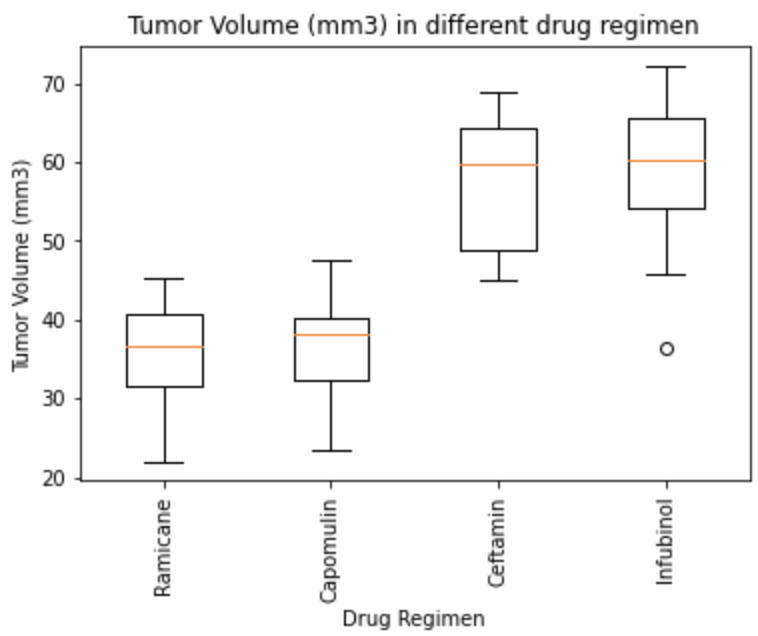 Tumor Volume (mm3) in different drug regimen
Tumor Volume (mm3)
70
60
50
40
30
20
Ramicane
Capomulin
Ceftamin
Infubinol
Drug Regimen